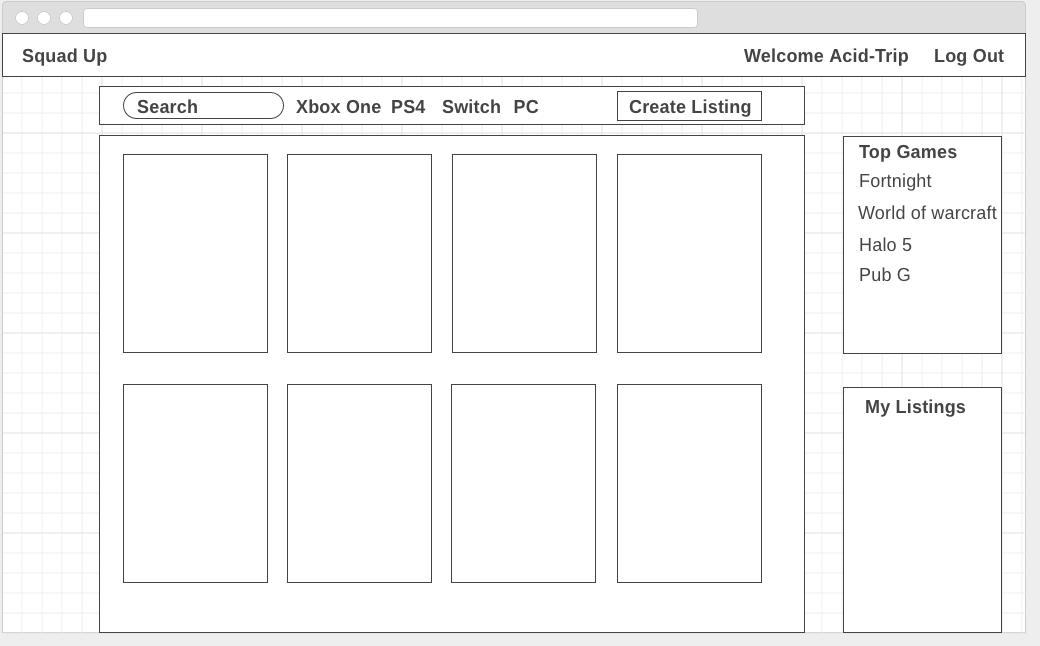 Squad Up Welcome Acid-Trip Log Out
Search Xbox One PS4 Switch PC Create Listing
Top Games
Fortnight
World of warcraft
Halo 5
Pub G
My Listings